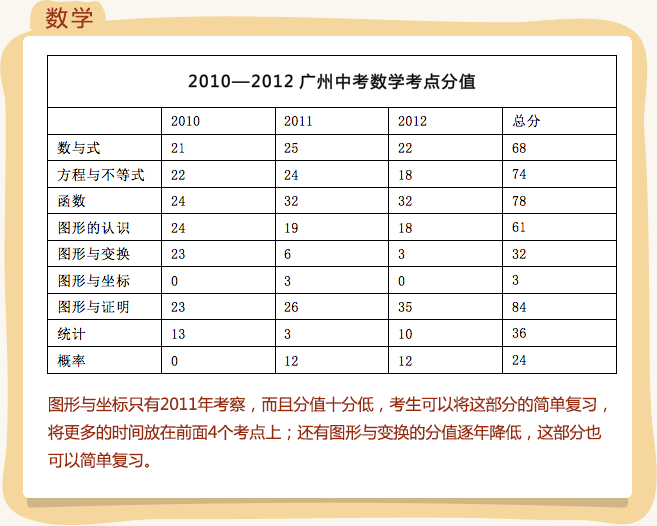 数学
2010—2012 广州中考数学考点分值
2010 2011 2012 总分
数与式 21 25 22 68
方程与不等式 22 24 18 74
函数 24 32 32 78
图形的认识 24 19 18 61
图形与变换 23 6 3 32
图形与坐标 0 3 0 3
图形与证明 23 26 35 84
统计 13 3 10 36
概率 0 12 12 24
图形与坐标只有2011年考察，而且分值十分低，考生可以将这部分的简单复习，
将更多的时间放在前面4个考点上；还有图形与变换的分值逐年降低，这部分也
可以简单复习。